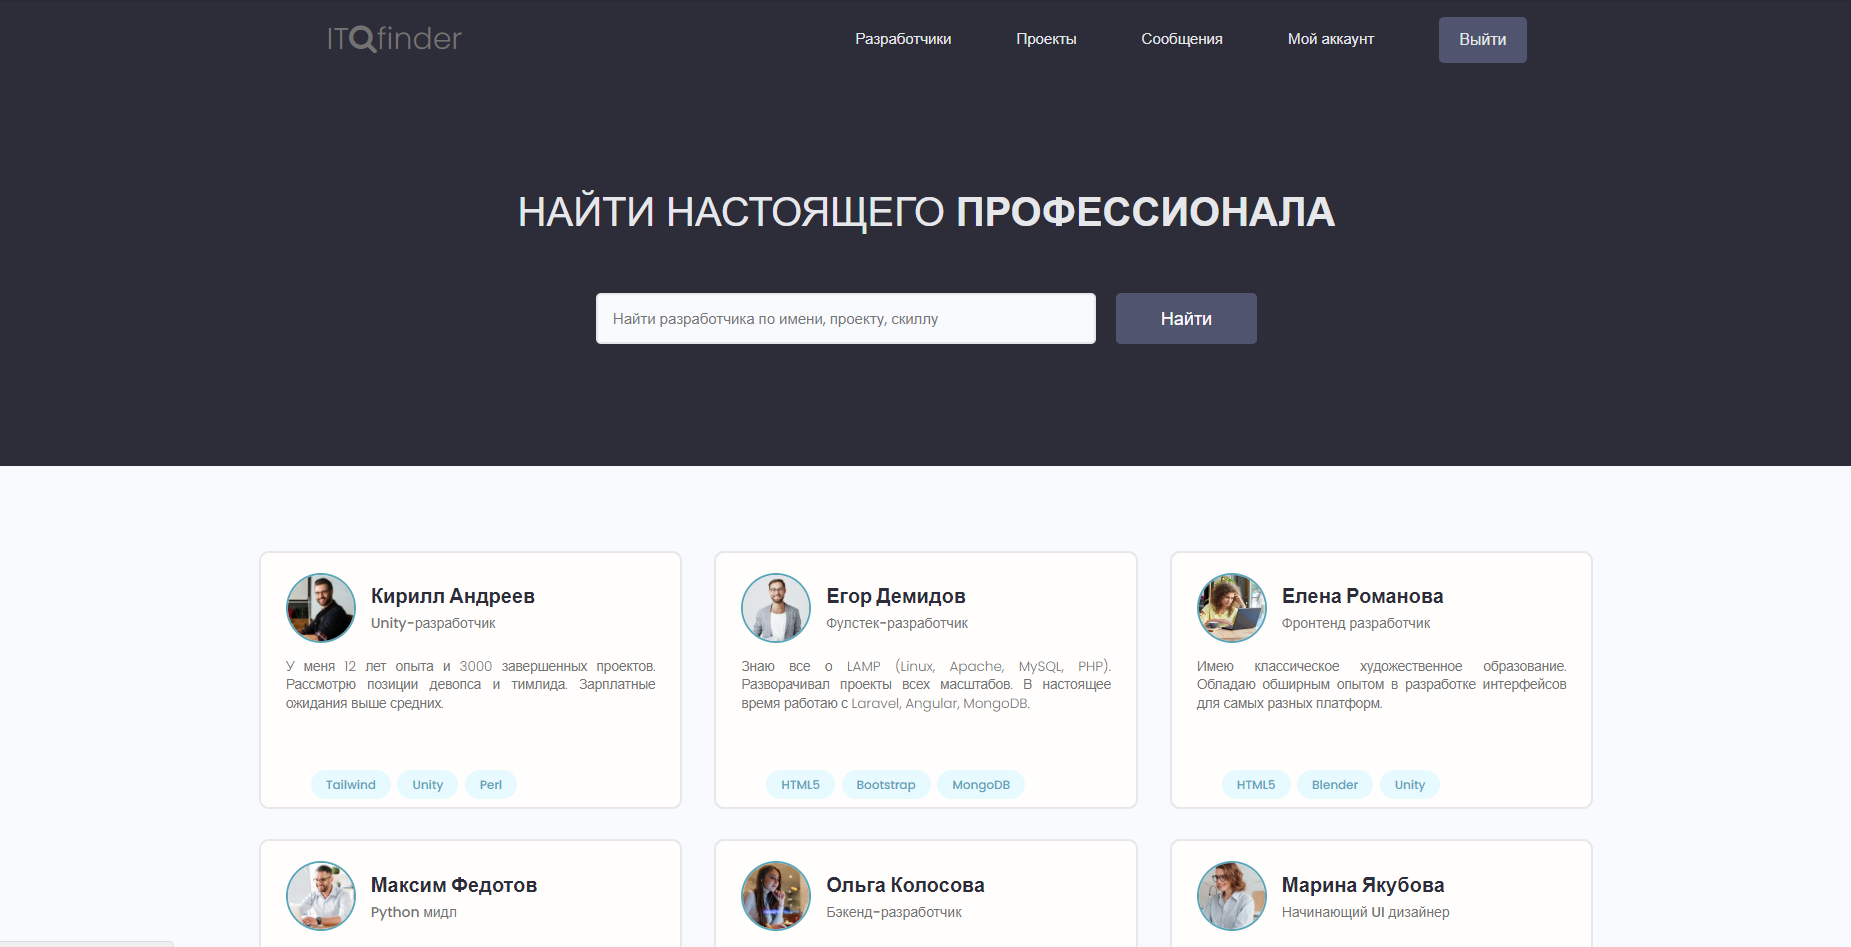 ITQfinder
Разработчики
Проекты
Сообщения
Мой аккаунт
Выйти
НАЙТИ НАСТОЯЩЕГО ПРОФЕССИОНАЛА
Найти разработчика по имени, проекту, скиллу
Найти
Кирилл Андреев
Unity-разработчик
У меня 12 лет опыта и 3000 завершенных проектов.
Рассмотрю позиции девопса и тимлида. Зарплатные
ожидания выше средних.
Tailwind
Unity
Perl
Егор Демидов
Фулстек-разработчик
Знаю все о LAMP (Linux, Apache, MySQL, PHP).
Разворачивал проекты всех масштабов. В настоящее
время работаю с Laravel, Angular, MongoDB.
HTML5
Bootstrap
MongoDB
Елена Романова
Фронтенд разработчик
Имею классическое художественное образование.
Обладаю обширным опытом в разработке интерфейсов
для самых разных платформ.
HTML5
Blender
Unity
Максим Федотов
Python мидл
Ольга Колосова
Бэкенд-разработчик
Марина Якубова
Начинающий UI дизайнер